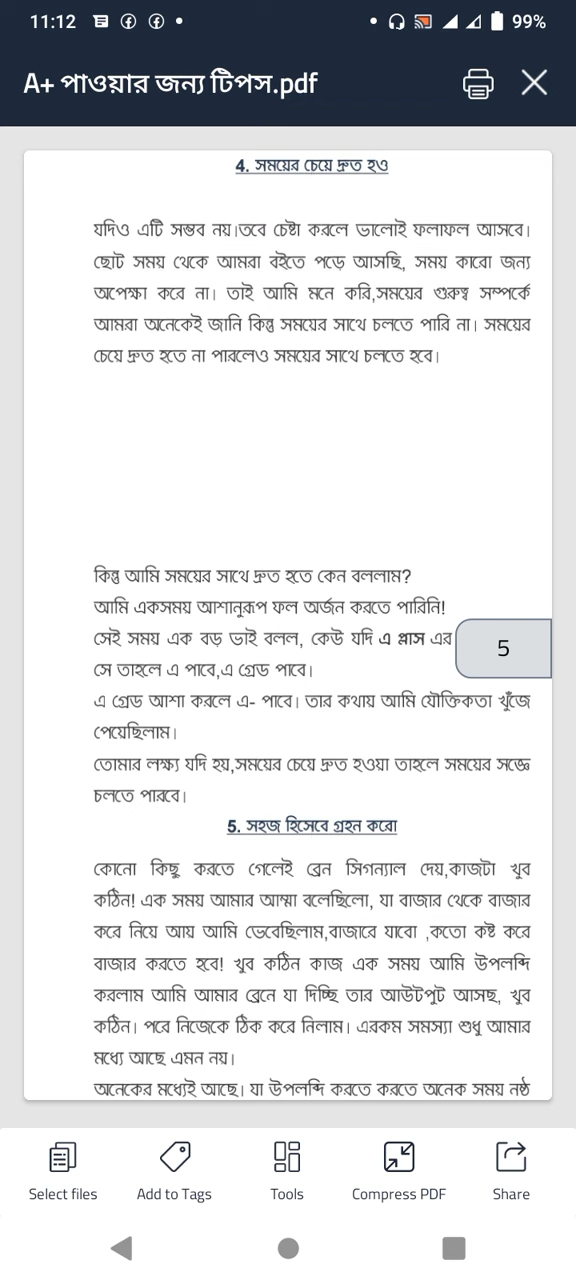 11:12
99%
A+ পাওয়ার জন্য টিপস.pdf
4. সময়ের চেয়ে দ্রুত হও
যদিও এটি সম্ভব নয়।তবে চেষ্টা করলে ভালোই ফলাফল আসবে।
ছোট সময় থেকে আমরা বইতে পড়ে আসছি, সময় কারো জন্য
অপেক্ষা করে না। তাই আমি মনে করি,সময়ের গুরুত্ব সম্পর্কে
আমরা অনেকেই জানি কিন্তু সময়ের সাথে চলতে পারি না। সময়ের
চেয়ে দ্রুত হতে না পারলেও সময়ের সাথে চলতে হবে।
কিন্তু আমি সময়ের সাথে দ্রুত হতে কেন বললাম?
আমি একসময় আশানুরূপ ফল অর্জন করতে পারিনি!
সেই সময় এক বড় ভাই বলল, কেউ যদি এ প্লাস এর
5
সে তাহলে এ পাবে,এ গ্রেড পাবে।
এ গ্রেড আশা করলে এ- পাবে। তার কথায় আমি যৌক্তিকতা খুঁজে
পেয়েছিলাম।
তোমার লক্ষ্য যদি হয়,সময়ের চেয়ে দ্রুত হওয়া তাহলে সময়ের সঙ্গে
চলতে পারবে।
5. সহজ হিসেবে গ্রহন করো
কোনো কিছু করতে গেলেই ব্রেন সিগন্যাল দেয়,কাজটা খুব
কঠিন! এক সময় আমার আম্মা বলেছিলো, যা বাজার থেকে বাজার
করে নিয়ে আয় আমি ভেবেছিলাম,বাজারে যাবো ,কতো কষ্ট করে
বাজার করতে হবে! খুব কঠিন কাজ এক সময় আমি উপলব্দি
করলাম আমি আমার ব্রেনে যা দিচ্ছি তার আউটপুট আসছ, খুব
কঠিন। পরে নিজেকে ঠিক করে নিলাম। এরকম সমস্যা শুধু আমার
মধ্যে আছে এমন নয়।
অনেকের মধ্যেই আছে। যা উপলব্দি করতে করতে অনেক সময় নষ্ঠ
Select files
Add to Tags
Tools
Compress PDF
Share